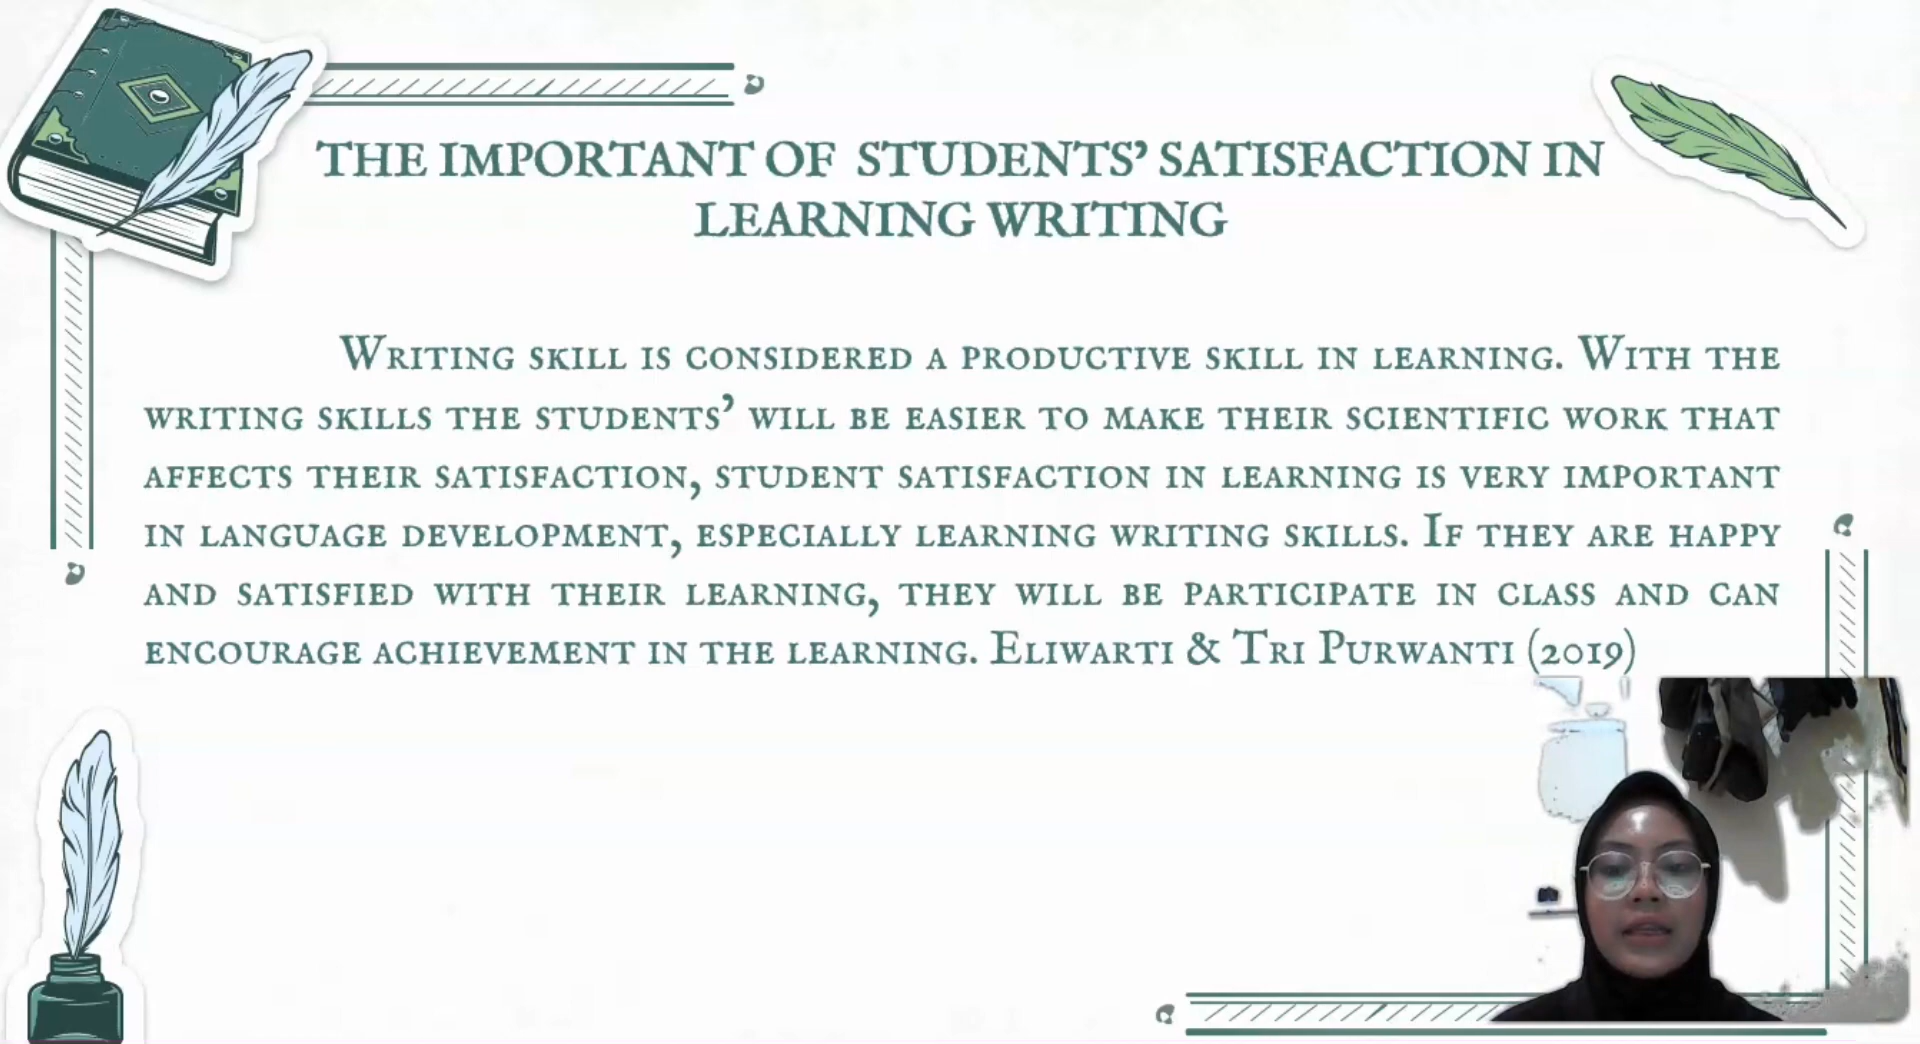 THE IMPORTANT OF STUDENTS' SATISFACTION IN
LEARNING WRITING
Writing skill is considered a productive skill in learning. With the
writing skills the students' will be easier to make their scientific work that
affects their satisfaction, student satisfaction in learning is very important
in language development, especially learning writing skills. If they are happy
and satisfied with their learning, they will be participate in class and can
encourage achievement in the learning. Eliwarti & Tri Purwanti (2019)